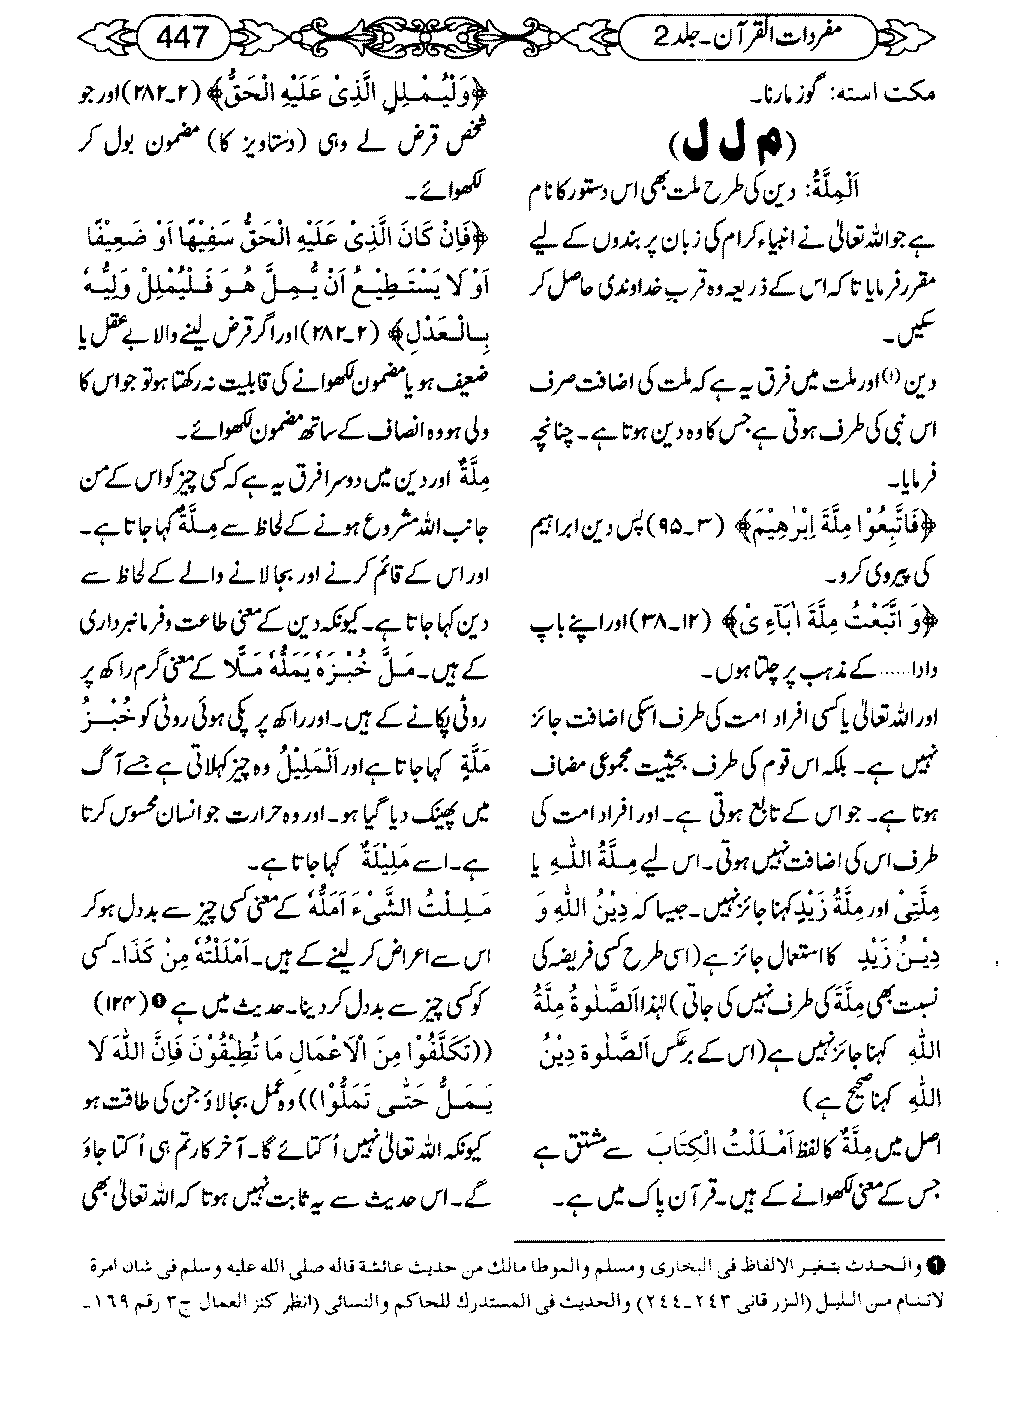 مفردات القرآن۔ جلد 2
447
مکت استه: گوز مارنا۔
(م ل ل)
اَلْمِلَّةُ: دین کی طرح ملت بھی اس دستور کا نام
ہے جو اللہ تعالیٰ نے انبیاء کرام کی زبان پر بندوں کے لیے
مقرر فرمایا تاکہ اس کے ذریعہ وہ قرب خداوندی حاصل کر
سکیں۔
دین(۱) اور ملت میں فرق یہ ہے کہ ملت کی اضافت صرف
اس نبی کی طرف ہوتی ہے جس کا وہ دین ہوتا ہے۔ چنانچہ
فرمایا۔
﴿فَاتَّبِعُوْا مِلَّةَ اِبْرٰهِیْمَ﴾ (۳۔۹۵) پس دین ابراہیم
کی پیروی کرو۔
﴿وَ اتَّبَعْتُ مِلَّةَ اٰبَآءِیْ﴾ (۱۲۔۳۸) اور اپنے باپ
دادا...... کے مذہب پر چلتا ہوں۔
اور اللہ تعالیٰ یا کسی افراد امت کی طرف اسکی اضافت جائز
نہیں ہے۔ بلکہ اس قوم کی طرف بحیثیت مجموعی مضاف
ہوتا ہے۔ جو اس کے تابع ہوتی ہے۔ اور افراد امت کی
طرف اس کی اضافت نہیں ہوتی۔ اس لیے مِلَّةُ اللّٰهِ یا
مِلَّتِیْ اور مِلَّةُ زَیْدٍ کہنا جائز نہیں۔ جیسا کہ دِیْنُ اللّٰهِ وَ
دِیْنُ زَیْدٍ کا استعمال جائز ہے (اسی طرح کسی فریضہ کی
نسبت بھی مِلَّةَ کی طرف نہیں کی جاتی) لہٰذا اَلصَّلٰوةُ مِلَّةُ
اللّٰهِ کہنا جائز نہیں ہے (اس کے برعکس اَلصَّلٰوة دِیْنُ
اللّٰهِ کہنا صحیح ہے)
اصل میں مِلَّةٌ کا لفظ اَمْلَلْتُ الْكِتَابَ سے مشتق ہے
جس کے معنی لکھوانے کے ہیں۔ قرآن پاک میں ہے۔
﴿وَلْیُمْلِلِ الَّذِیْ عَلَیْهِ الْحَقُّ﴾ (۲۔۲۸۲) اور جو
شخص قرض لے وہی (دستاویز کا) مضمون بول کر
لکھوائے۔
﴿فَاِنْ كَانَ الَّذِیْ عَلَیْهِ الْحَقُّ سَفِیْهًا اَوْ ضَعِیْفًا
اَوْ لَا یَسْتَطِیْعُ اَنْ یُّمِلَّ هُوَ فَلْیُمْلِلْ وَلِیُّهٗ
بِالْعَدْلِ﴾ (۲۔۲۸۲) اور اگر قرض لینے والا بے عقل یا
ضعیف ہو یا مضمون لکھوانے کی قابلیت نہ رکھتا ہو تو جو اس کا
ولی ہو وہ انصاف کے ساتھ مضمون لکھوائے۔
مِلَّةٌ اور دین میں دوسرا فرق یہ ہے کہ کسی چیز کو اس کے من
جانب اللہ مشروع ہونے کے لحاظ سے مِلَّةٌ کہا جاتا ہے۔
اور اس کے قائم کرنے اور بجا لانے والے کے لحاظ سے
دین کہا جاتا ہے۔ کیونکہ دین کے معنی طاعت و فرمانبرداری
کے ہیں۔ مَلَّ خُبْزَهٗ یَمَلُّهٗ مَلًّا کے معنی گرم راکھ پر
روٹی پکانے کے ہیں۔ اور راکھ پر پکی ہوئی روٹی کو خُبْزُ
مَلَّةٍ کہا جاتا ہے اور اَلْمَلِیْلُ وہ چیز کہلاتی ہے جسے آگ
میں پھینک دیا گیا ہو۔ اور وہ حرارت جو انسان محسوس کرتا
ہے۔ اسے مَلِیْلَةٌ کہا جاتا ہے۔
مَلِلْتُ الشَّیْءَ اَمَلُّهٗ کے معنی کسی چیز سے بددل ہو کر
اس سے اعراض کر لینے کے ہیں۔ اَمْلَلْتُهٗ مِنْ كَذَا۔ کسی
کو کسی چیز سے بددل کر دینا۔ حدیث میں ہے ❶ (۱۲۴)
((تَكَلَّفُوْا مِنَ الْاَعْمَالِ مَا تُطِیْقُوْنَ فَاِنَّ اللّٰهَ لَا
یَمَلُّ حَتّٰی تَمَلُّوْا)) وہ عمل بجا لاؤ جن کی طاقت ہو
کیونکہ اللہ تعالیٰ نہیں اُکتائے گا۔ آخر کار تم ہی اُکتا جاؤ
گے۔ اس حدیث سے یہ ثابت نہیں ہوتا کہ اللہ تعالیٰ بھی
❶ والحدث بتغیر الالفاظ فی البخاری ومسلم والموطا مالك من حدیث عائشة قاله صلی الله علیه وسلم فی شان امرة
لاتنام من اللیل (الزرقانی ۲۴۳۔۲۴٤) والحدیث فی المستدرك للحاکم والنسائی (انظر کنز العمال ج۳ رقم ۱٦۹۔